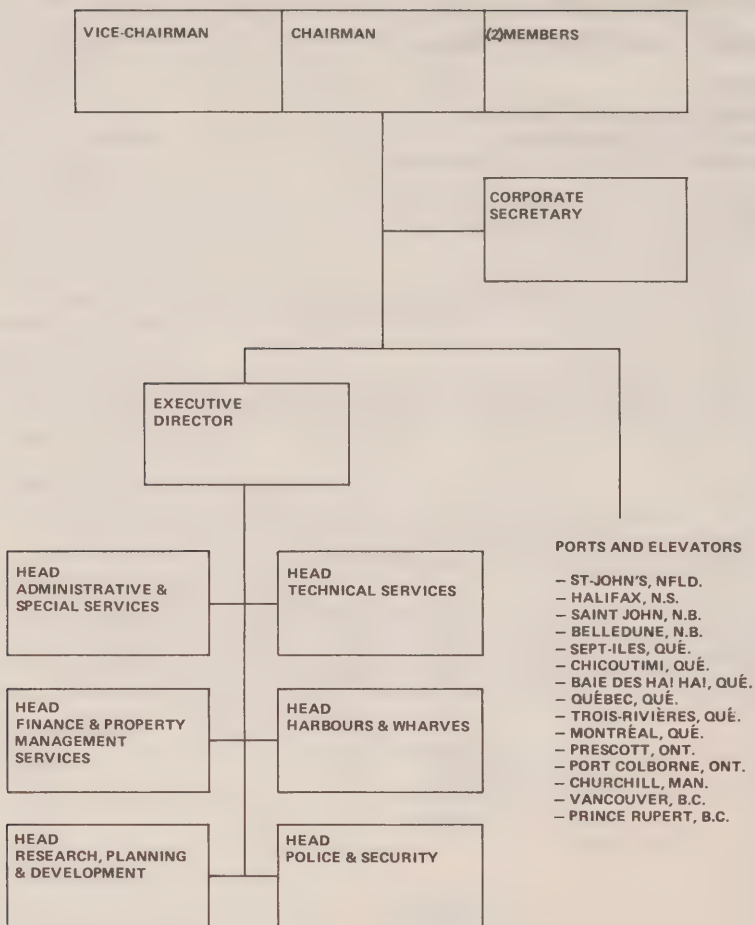 VICE-CHAIRMAN
CHAIRMAN
(2)MEMBERS
CORPORATE
SECRETARY
EXECUTIVE
DIRECTOR
HEAD
ADMINISTRATIVE &
SPECIAL SERVICES
HEAD
TECHNICAL SERVICES
HEAD
FINANCE & PROPERTY
MANAGEMENT
SERVICES
HEAD
HARBOURS & WHARVES
HEAD
RESEARCH, PLANNING
& DEVELOPMENT
HEAD
POLICE & SECURITY
PORTS AND ELEVATORS
– ST-JOHN'S, NFLD.
– HALIFAX, N.S.
– SAINT JOHN, N.B.
– BELLEDUNE, N.B.
– SEPT-ILES, QUÉ.
– CHICOUTIMI, QUÉ.
– BAIE DES HA! HA!, QUÉ.
– QUÉBEC, QUÉ.
– TROIS-RIVIÈRES, QUÉ.
– MONTRÉAL, QUÉ.
– PRESCOTT, ONT.
– PORT COLBORNE, ONT.
– CHURCHILL, MAN.
– VANCOUVER, B.C.
– PRINCE RUPERT, B.C.